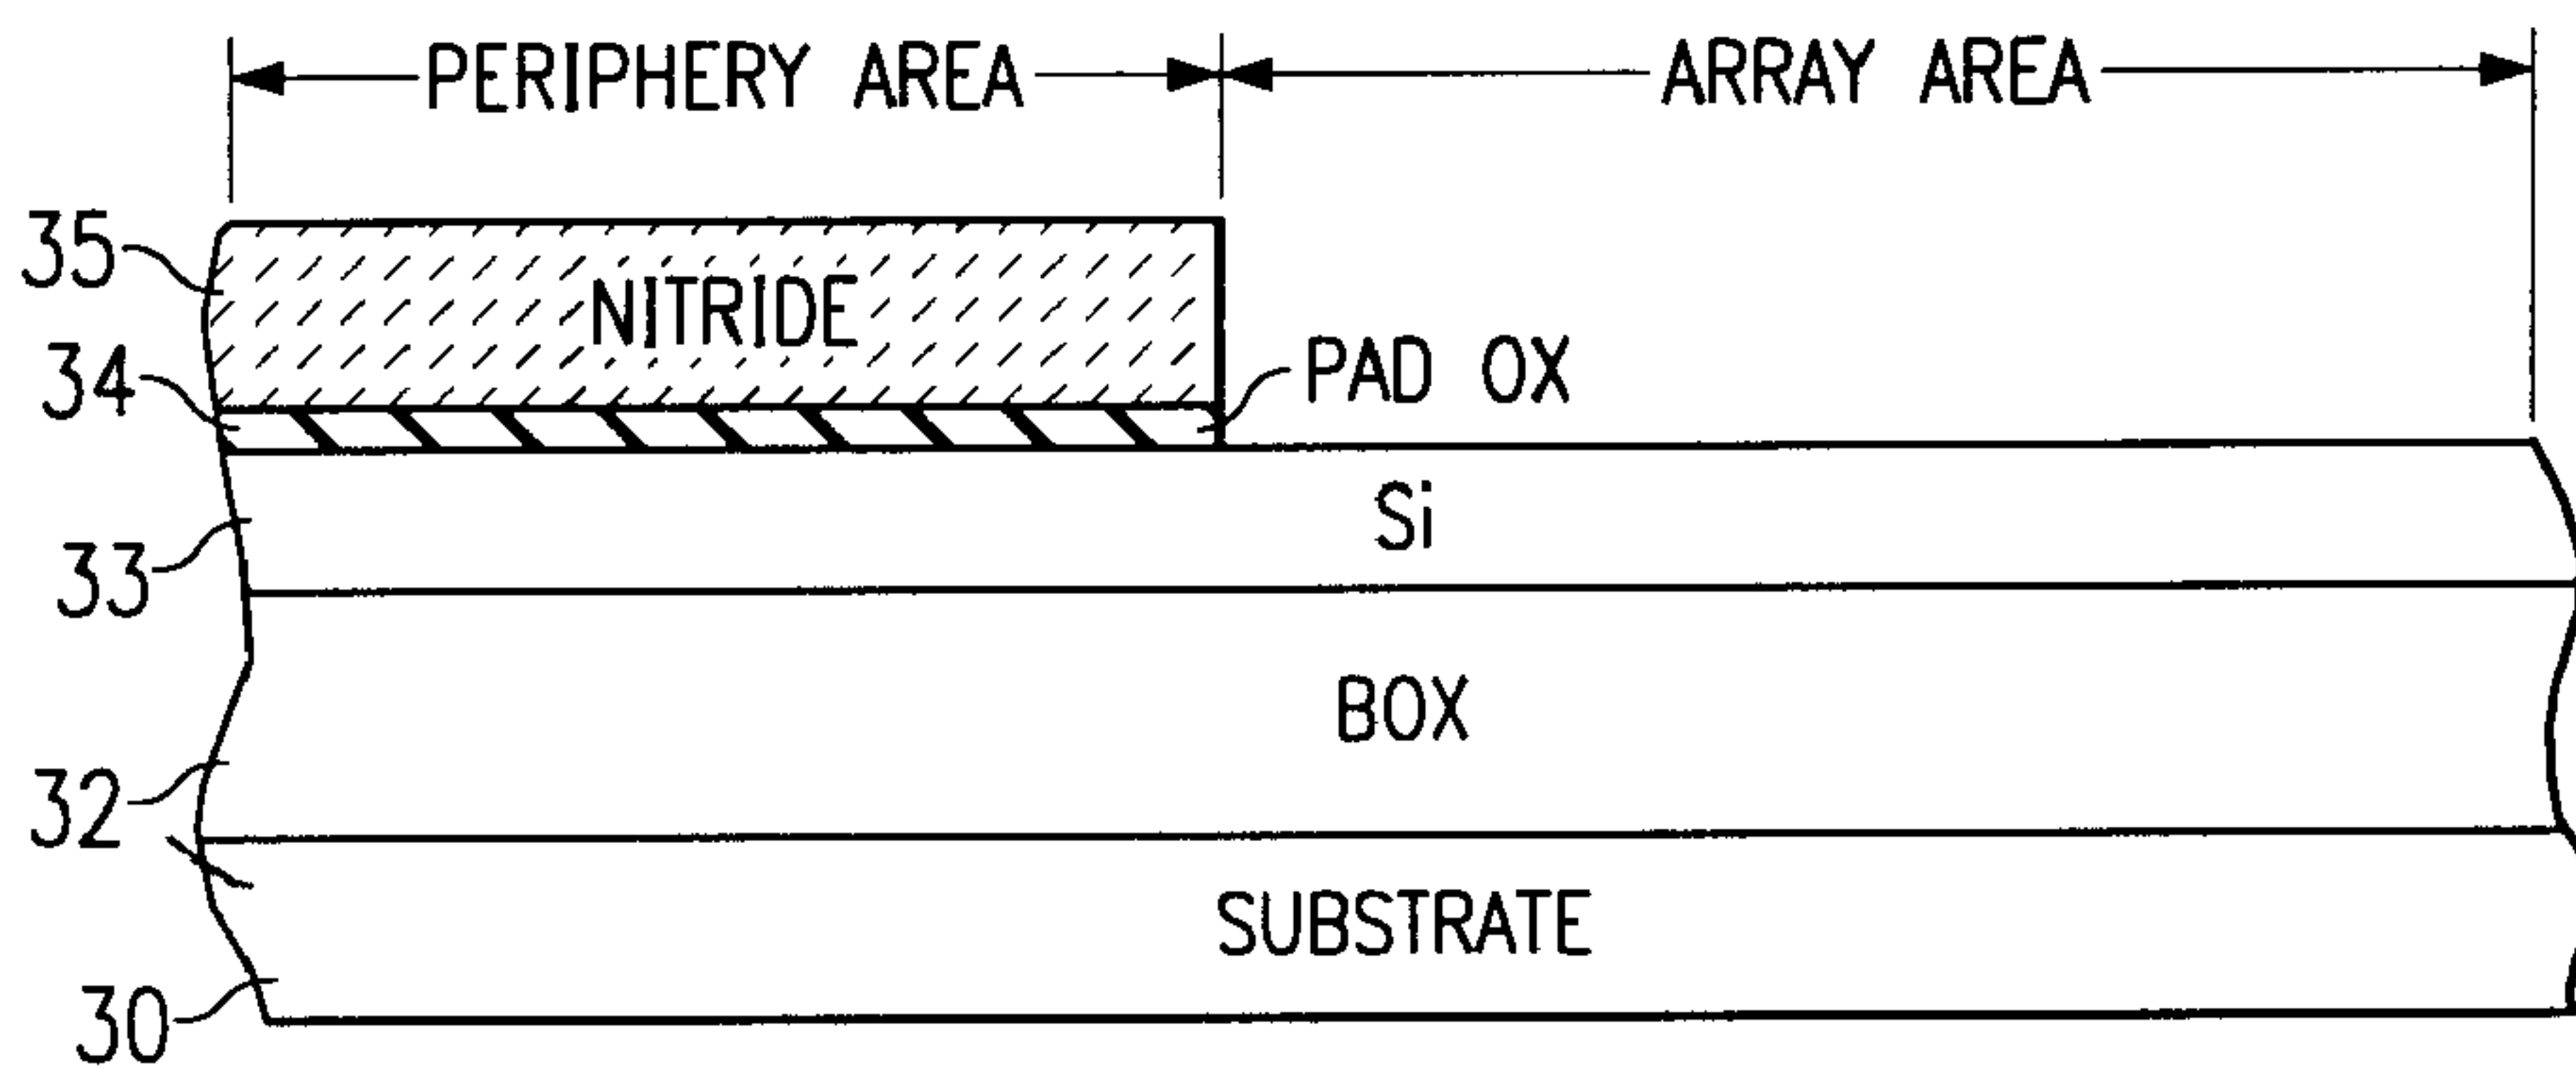 PERIPHERY AREA
ARRAY AREA
35
NITRIDE
34
PAD OX
Si
33
BOX
32
SUBSTRATE
30